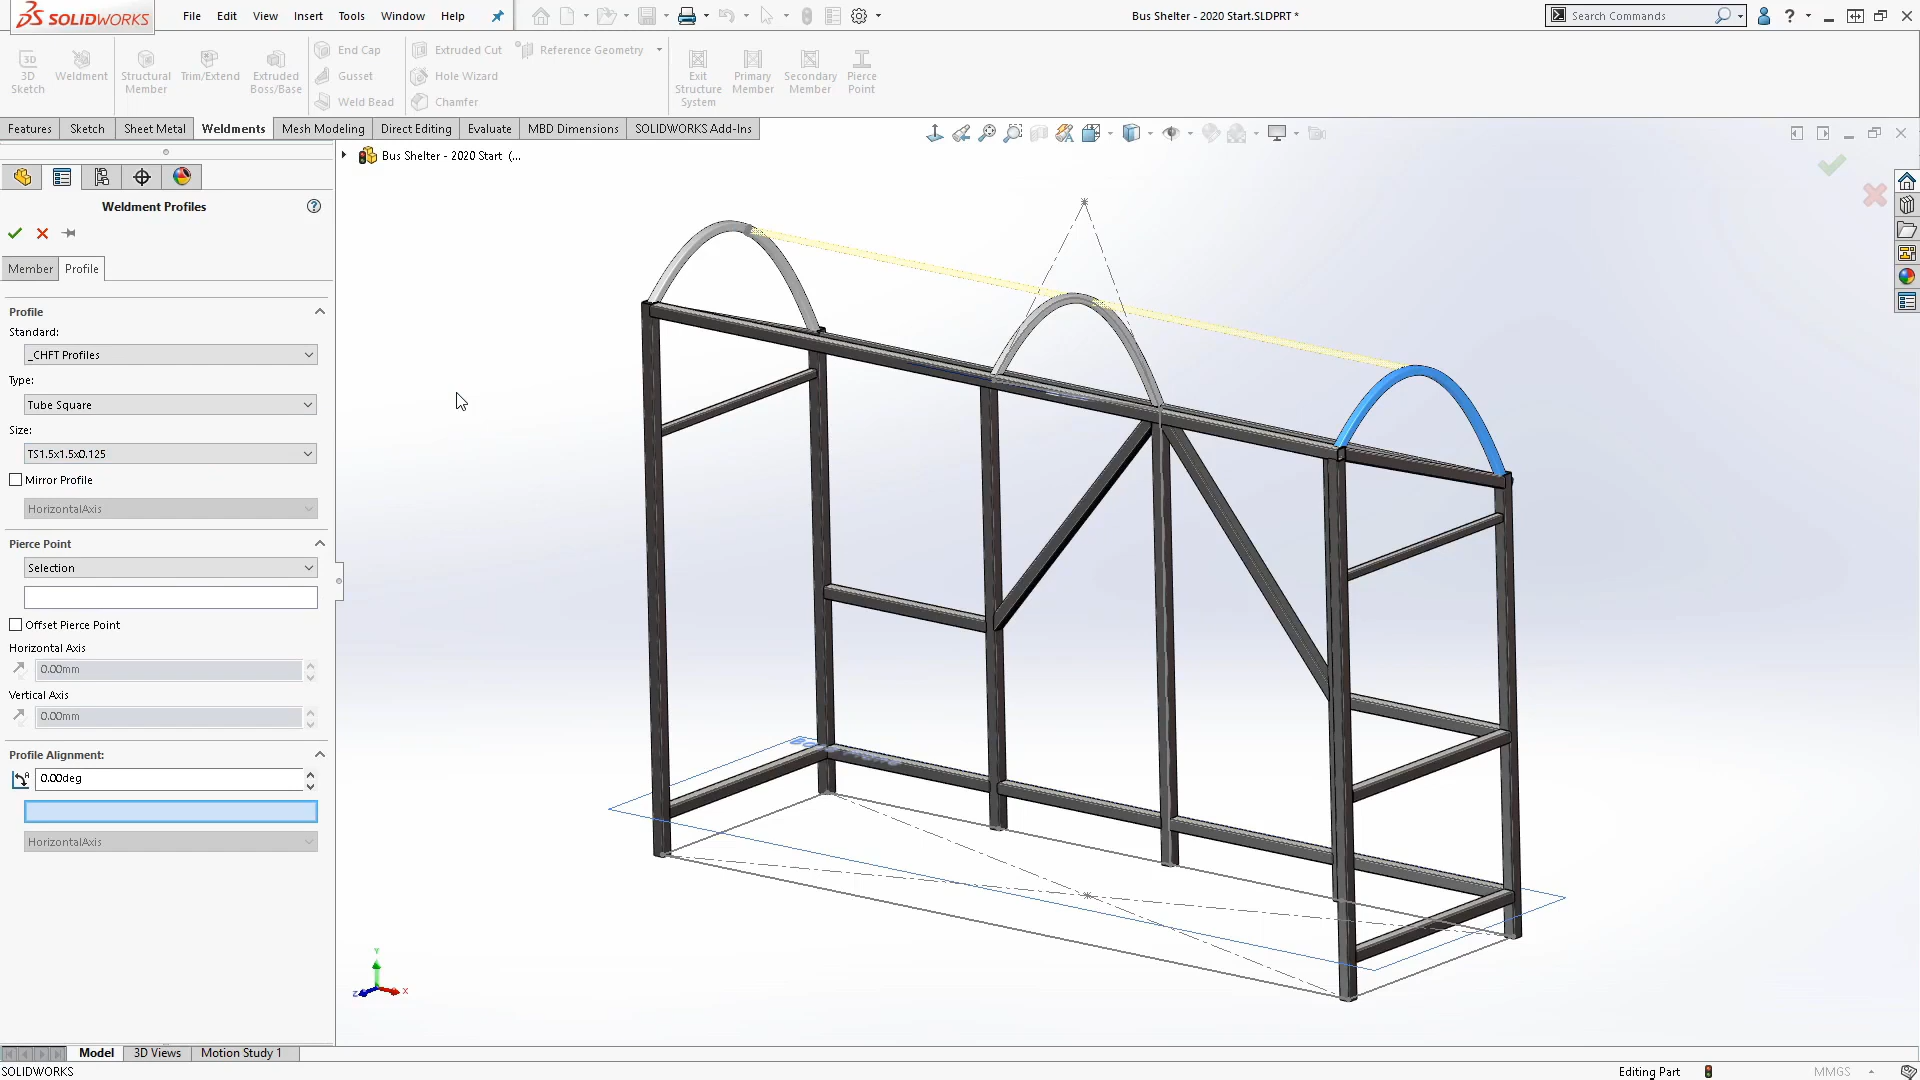 SOLIDWORKS
File Edit View Insert Tools Window Help
Bus Shelter - 2020 Start.SLDPRT *
Search Commands
3D Sketch
Weldment
Structural Member
Trim/Extend
Extruded Boss/Base
End Cap
Gusset
Weld Bead
Extruded Cut
Hole Wizard
Chamfer
Reference Geometry
Exit Structure System
Primary Member
Secondary Member
Pierce Point
Features Sketch Sheet Metal Weldments Mesh Modeling Direct Editing Evaluate MBD Dimensions SOLIDWORKS Add-Ins
Bus Shelter - 2020 Start (...
Weldment Profiles
Member Profile
Profile
Standard:
_CHFT Profiles
Type:
Tube Square
Size:
TS1.5x1.5x0.125
Mirror Profile
HorizontalAxis
Pierce Point
Selection
Offset Pierce Point
Horizontal Axis
0.00mm
Vertical Axis
0.00mm
Profile Alignment:
0.00deg
HorizontalAxis
Y
Z
X
Model 3D Views Motion Study 1
SOLIDWORKS
Editing Part
MMGS